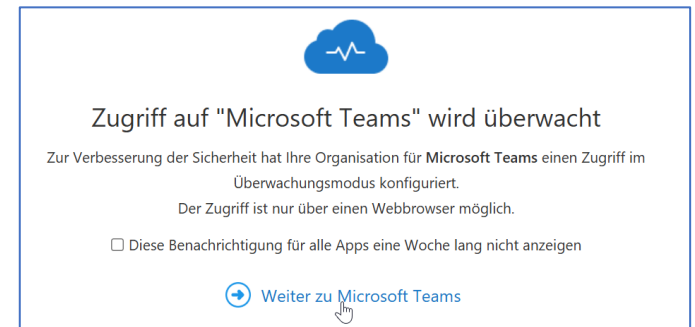 Zugriff auf "Microsoft Teams" wird überwacht
Zur Verbesserung der Sicherheit hat Ihre Organisation für Microsoft Teams einen Zugriff im
Überwachungsmodus konfiguriert.
Der Zugriff ist nur über einen Webbrowser möglich.
Diese Benachrichtigung für alle Apps eine Woche lang nicht anzeigen
Weiter zu Microsoft Teams